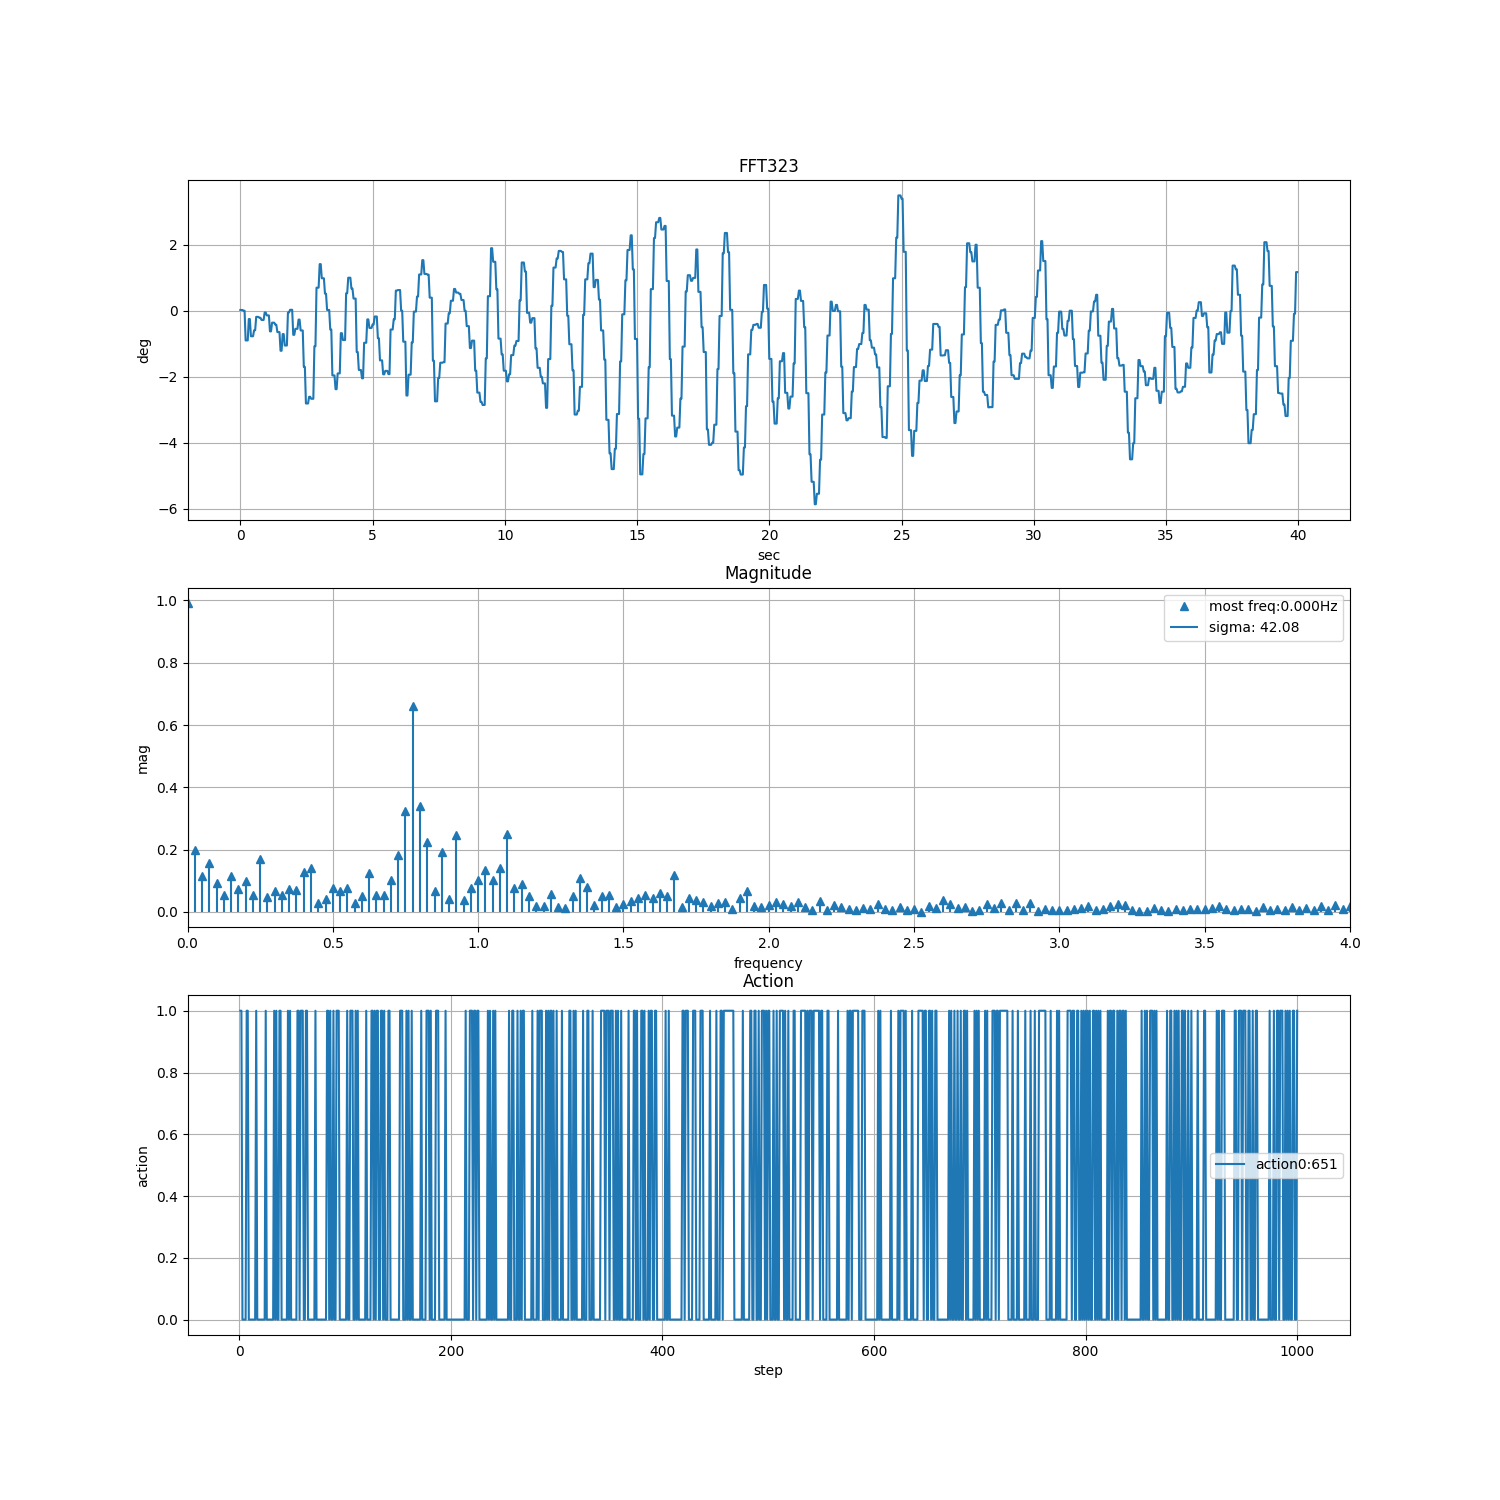 FFT323
2
0
−2
−4
−6
deg
0 5 10 15 20 25 30 35 40
sec
Magnitude
1.0
0.8
0.6
0.4
0.2
0.0
mag
most freq:0.000Hz
sigma: 42.08
0.0 0.5 1.0 1.5 2.0 2.5 3.0 3.5 4.0
frequency
Action
1.0
0.8
0.6
0.4
0.2
0.0
action
action0:651
0 200 400 600 800 1000
step